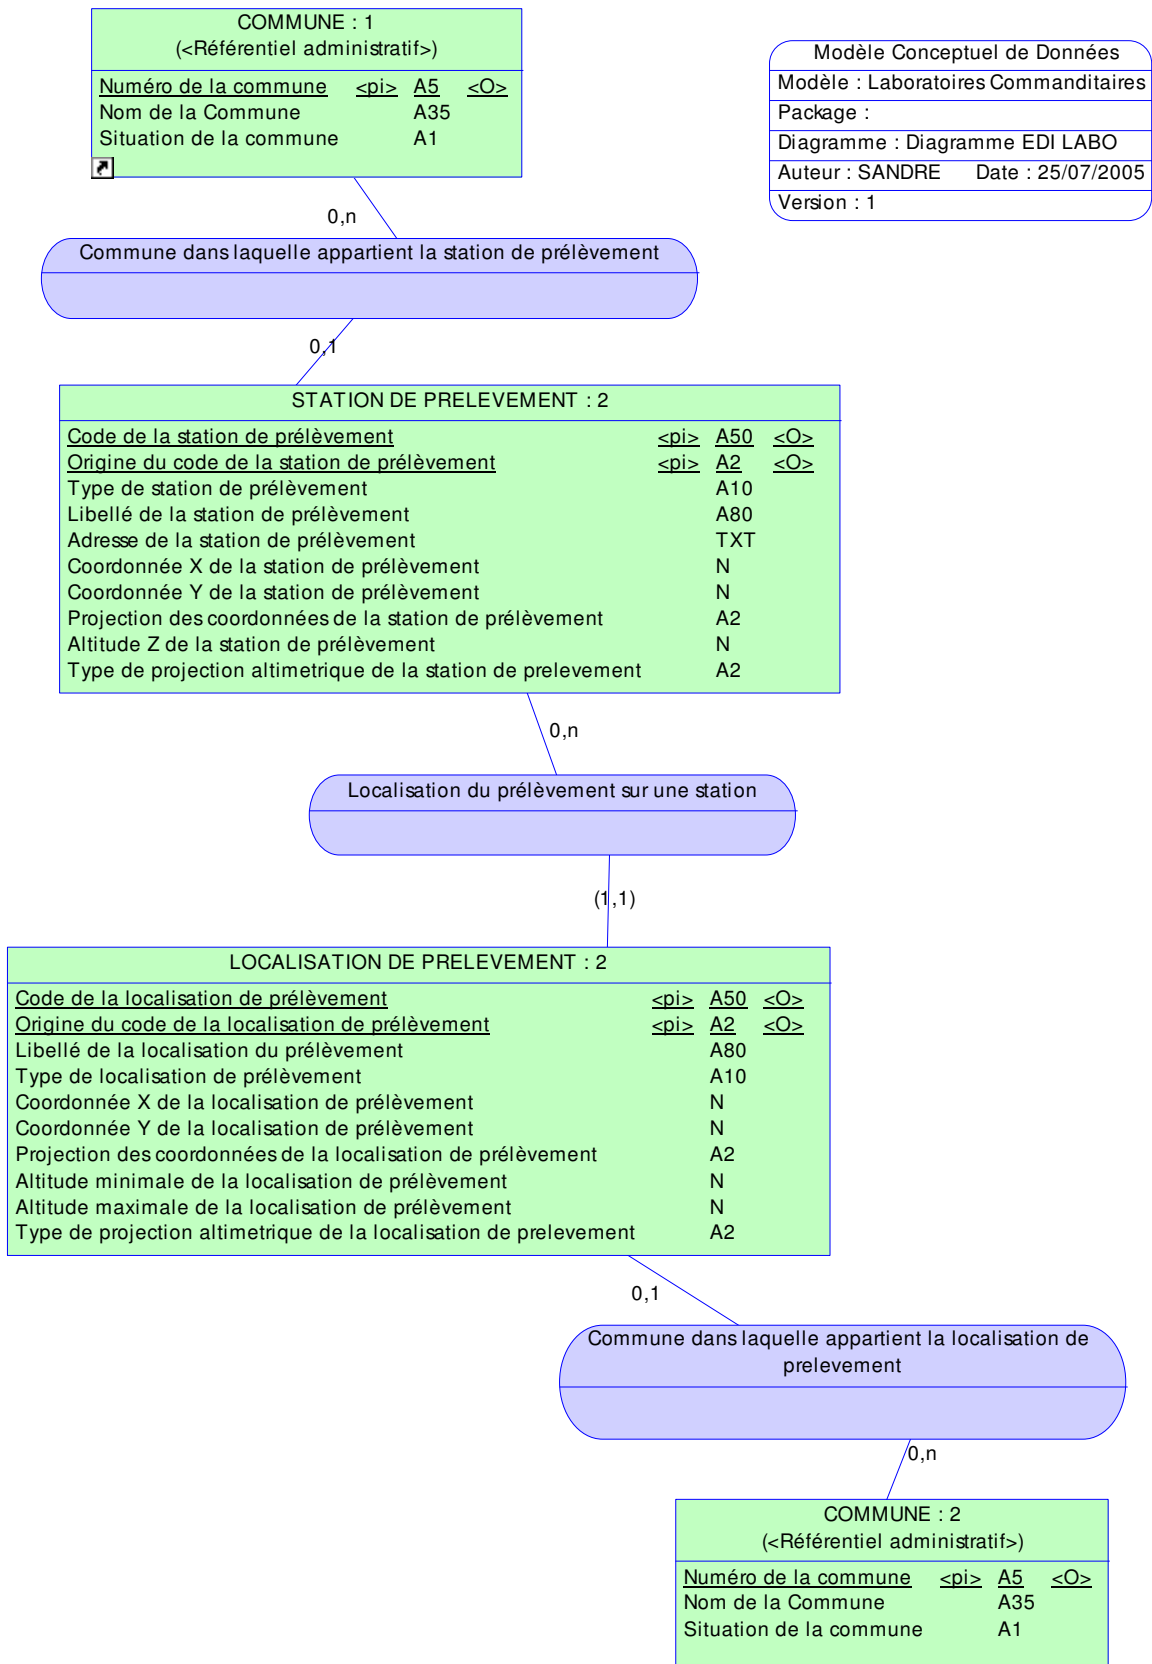 COMMUNE : 1
(<Référentiel administratif>)
Numéro de la commune <pi> A5 <O>
Nom de la Commune A35
Situation de la commune A1
Modèle Conceptuel de Données
Modèle : Laboratoires Commanditaires
Package :
Diagramme : Diagramme EDI LABO
Auteur : SANDRE Date : 25/07/2005
Version : 1
0,n
Commune dans laquelle appartient la station de prélèvement
0,1
STATION DE PRELEVEMENT : 2
Code de la station de prélèvement <pi> A50 <O>
Origine du code de la station de prélèvement <pi> A2 <O>
Type de station de prélèvement A10
Libellé de la station de prélèvement A80
Adresse de la station de prélèvement TXT
Coordonnée X de la station de prélèvement N
Coordonnée Y de la station de prélèvement N
Projection des coordonnées de la station de prélèvement A2
Altitude Z de la station de prélèvement N
Type de projection altimetrique de la station de prelevement A2
0,n
Localisation du prélèvement sur une station
(1,1)
LOCALISATION DE PRELEVEMENT : 2
Code de la localisation de prélèvement <pi> A50 <O>
Origine du code de la localisation de prélèvement <pi> A2 <O>
Libellé de la localisation du prélèvement A80
Type de localisation de prélèvement A10
Coordonnée X de la localisation de prélèvement N
Coordonnée Y de la localisation de prélèvement N
Projection des coordonnées de la localisation de prélèvement A2
Altitude minimale de la localisation de prélèvement N
Altitude maximale de la localisation de prélèvement N
Type de projection altimetrique de la localisation de prelevement A2
0,1
Commune dans laquelle appartient la localisation de
prelevement
0,n
COMMUNE : 2
(<Référentiel administratif>)
Numéro de la commune <pi> A5 <O>
Nom de la Commune A35
Situation de la commune A1